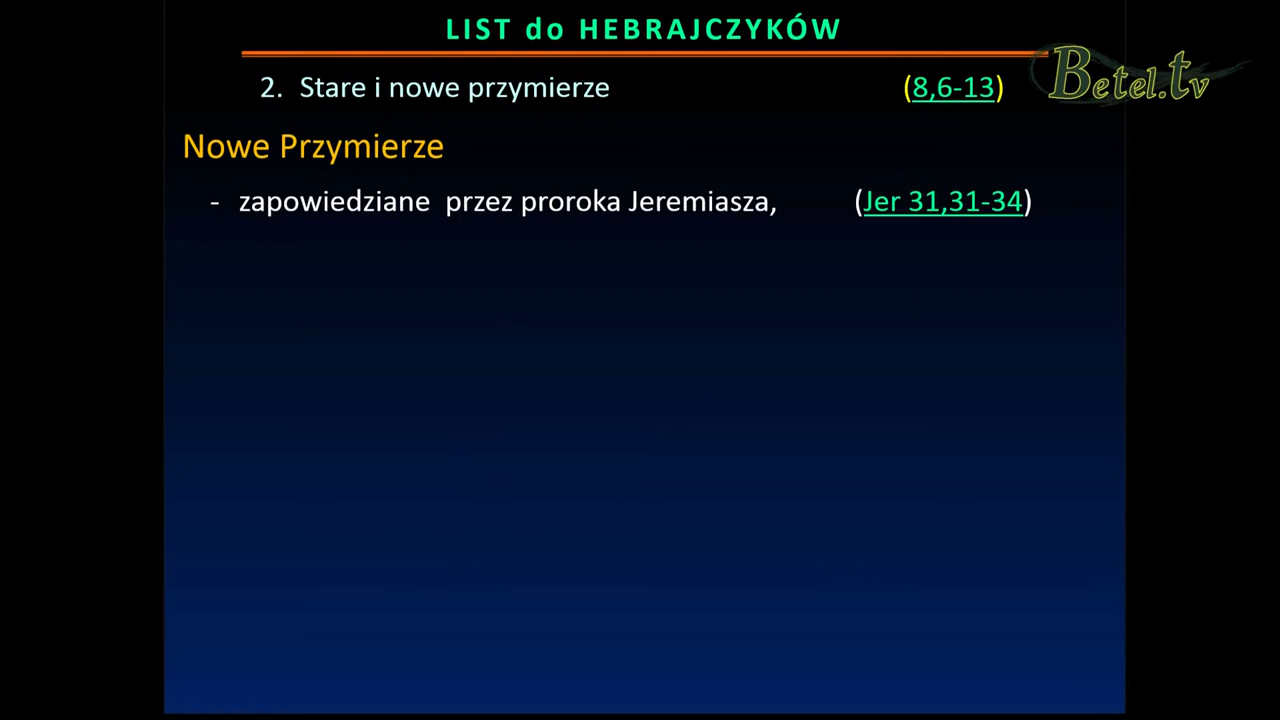 LIST do HEBRAJCZYKÓW
Betel.tv
2. Stare i nowe przymierze (8,6-13)
Nowe Przymierze
- zapowiedziane przez proroka Jeremiasza, (Jer 31,31-34)